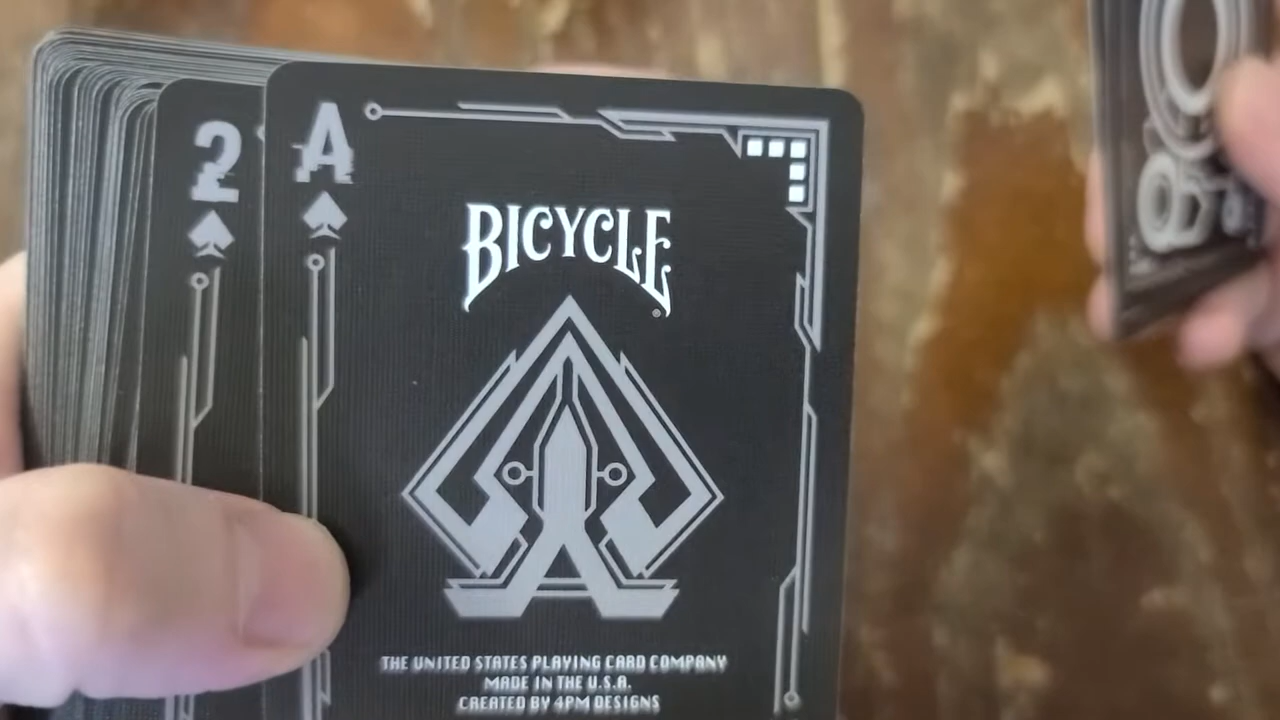 2
A
BICYCLE®
THE UNITED STATES PLAYING CARD COMPANY
MADE IN THE U.S.A.
CREATED BY 4PM DESIGNS